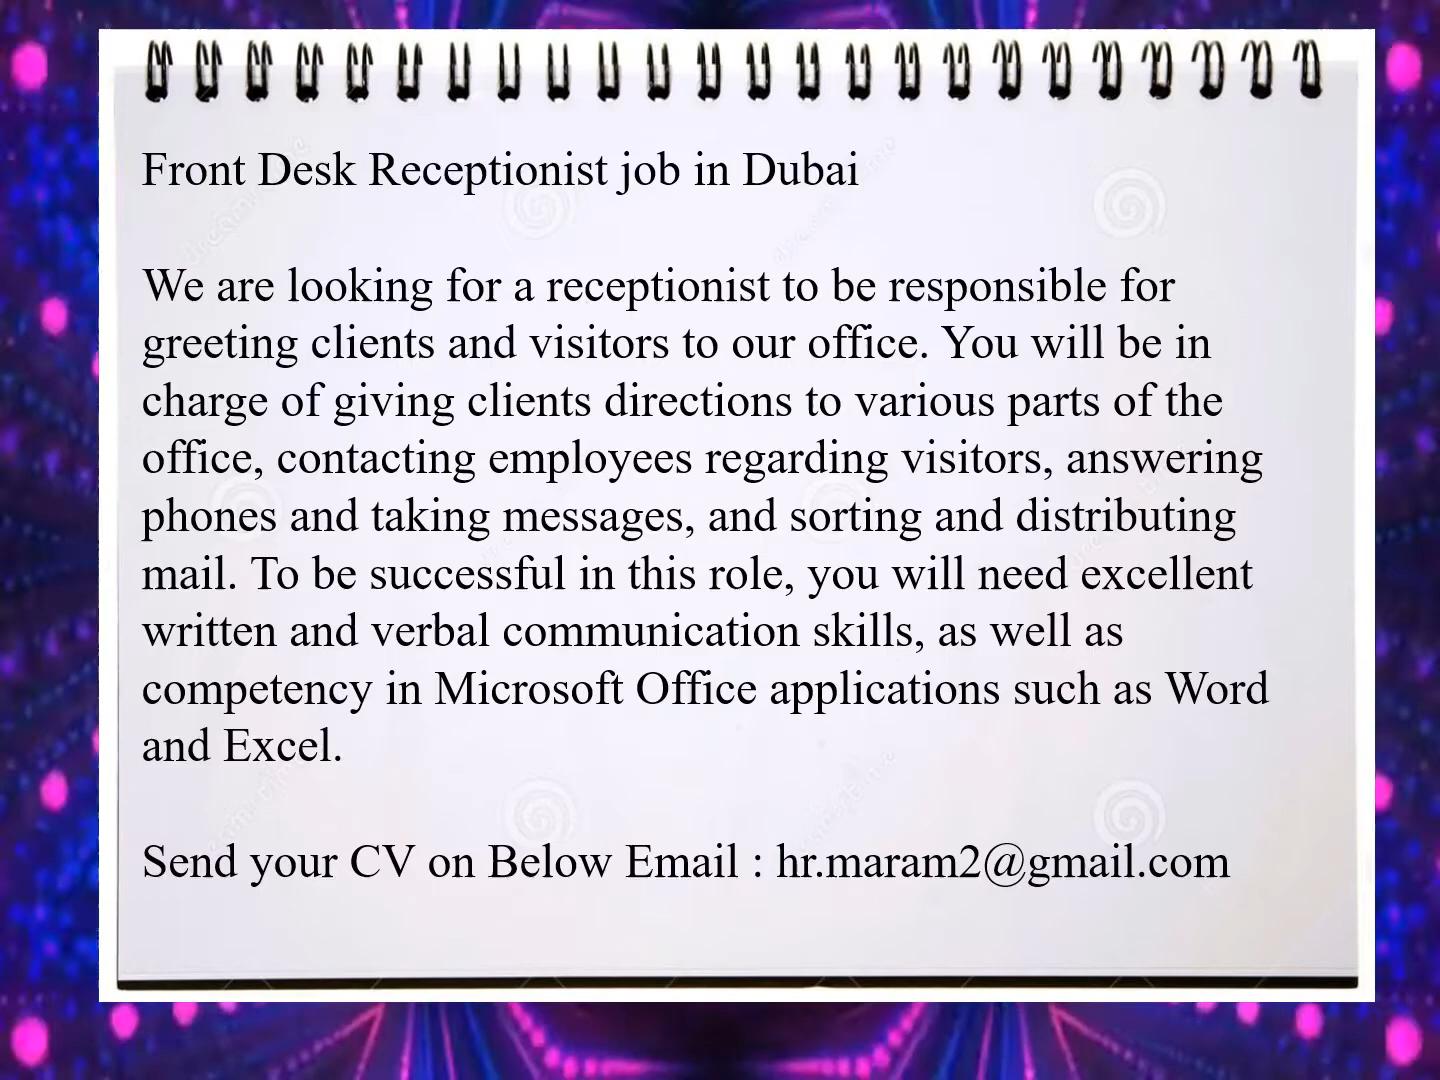 Front Desk Receptionist job in Dubai
We are looking for a receptionist to be responsible for
greeting clients and visitors to our office. You will be in
charge of giving clients directions to various parts of the
office, contacting employees regarding visitors, answering
phones and taking messages, and sorting and distributing
mail. To be successful in this role, you will need excellent
written and verbal communication skills, as well as
competency in Microsoft Office applications such as Word
and Excel.
Send your CV on Below Email : hr.maram2@gmail.com